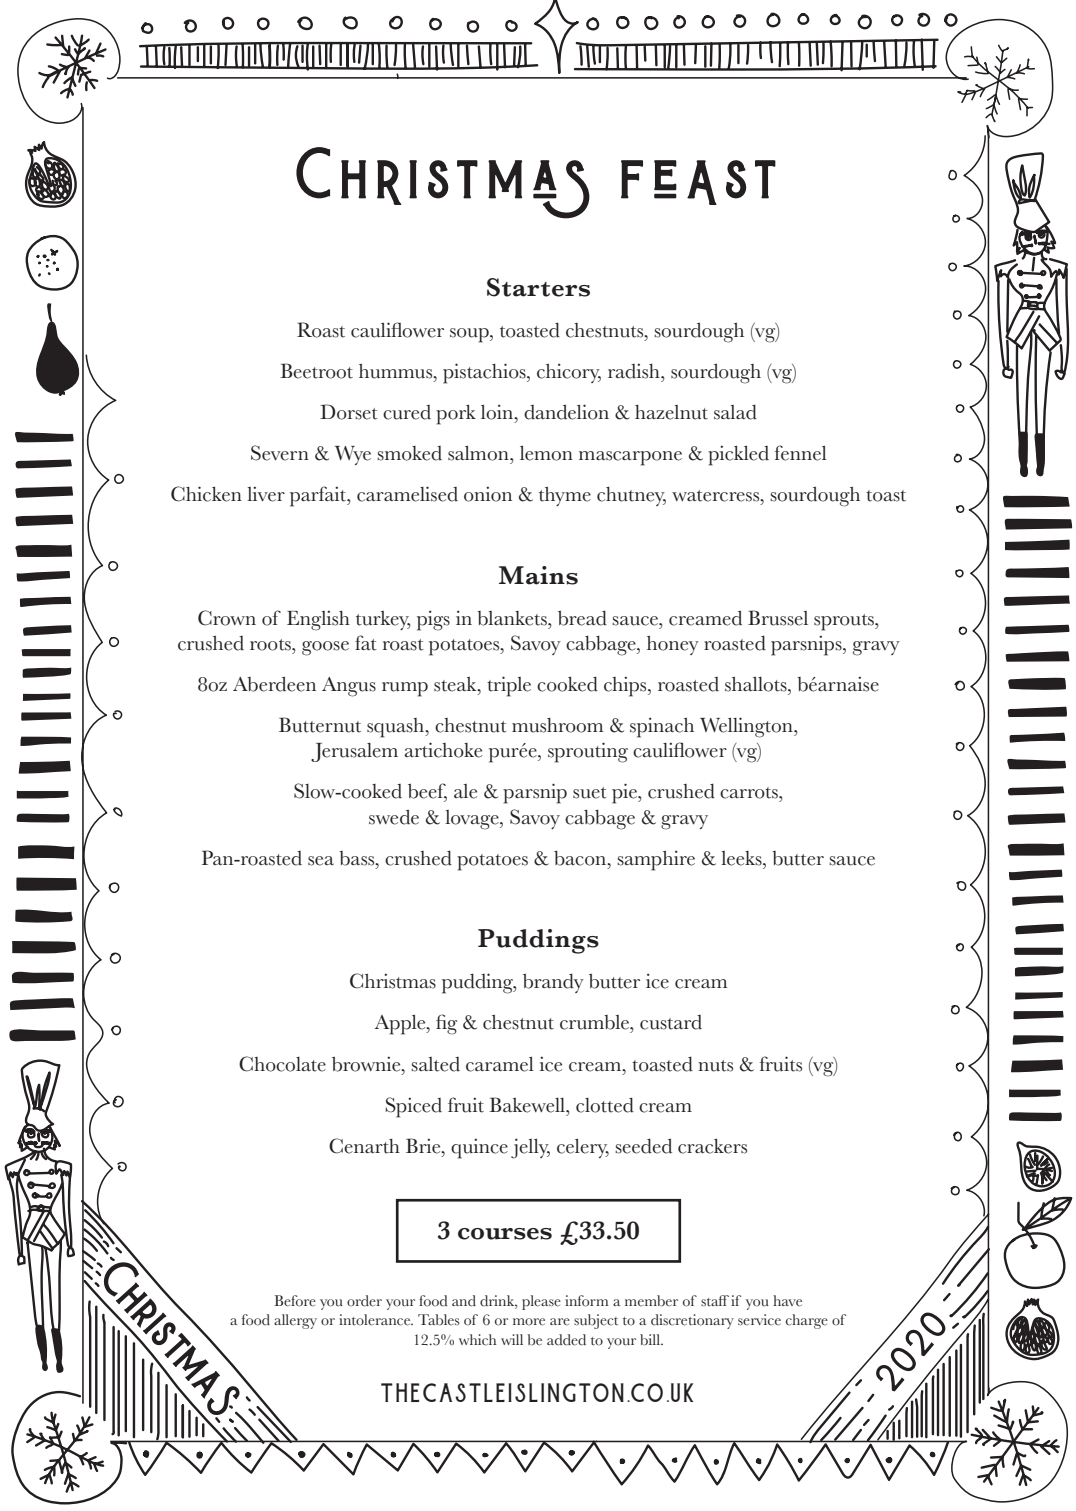 CHRISTMAS FEAST
Starters
Roast cauliflower soup, toasted chestnuts, sourdough (vg)
Beetroot hummus, pistachios, chicory, radish, sourdough (vg)
Dorset cured pork loin, dandelion & hazelnut salad
Severn & Wye smoked salmon, lemon mascarpone & pickled fennel
Chicken liver parfait, caramelised onion & thyme chutney, watercress, sourdough toast
Mains
Crown of English turkey, pigs in blankets, bread sauce, creamed Brussel sprouts,
crushed roots, goose fat roast potatoes, Savoy cabbage, honey roasted parsnips, gravy
8oz Aberdeen Angus rump steak, triple cooked chips, roasted shallots, béarnaise
Butternut squash, chestnut mushroom & spinach Wellington,
Jerusalem artichoke purée, sprouting cauliflower (vg)
Slow-cooked beef, ale & parsnip suet pie, crushed carrots,
swede & lovage, Savoy cabbage & gravy
Pan-roasted sea bass, crushed potatoes & bacon, samphire & leeks, butter sauce
Puddings
Christmas pudding, brandy butter ice cream
Apple, fig & chestnut crumble, custard
Chocolate brownie, salted caramel ice cream, toasted nuts & fruits (vg)
Spiced fruit Bakewell, clotted cream
Cenarth Brie, quince jelly, celery, seeded crackers
3 courses £33.50
Before you order your food and drink, please inform a member of staff if you have
a food allergy or intolerance. Tables of 6 or more are subject to a discretionary service charge of
12.5% which will be added to your bill.
THECASTLEISLINGTON.CO.UK
CHRISTMAS
2020